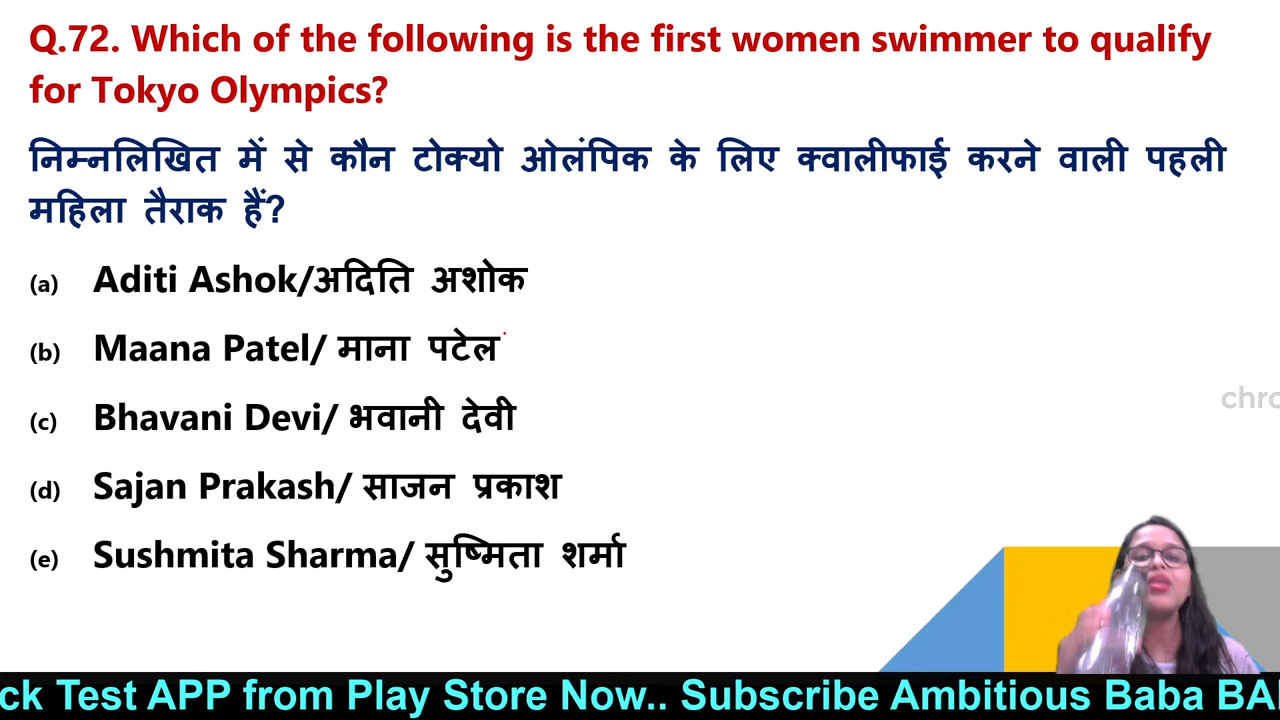 Q.72. Which of the following is the first women swimmer to qualify
for Tokyo Olympics?
निम्नलिखित में से कौन टोक्यो ओलंपिक के लिए क्वालीफाई करने वाली पहली
महिला तैराक हैं?
(a) Aditi Ashok/अदिति अशोक
(b) Maana Patel/ माना पटेल
(c) Bhavani Devi/ भवानी देवी
(d) Sajan Prakash/ साजन प्रकाश
(e) Sushmita Sharma/ सुष्मिता शर्मा
chro
ck Test APP from Play Store Now.. Subscribe Ambitious Baba BA